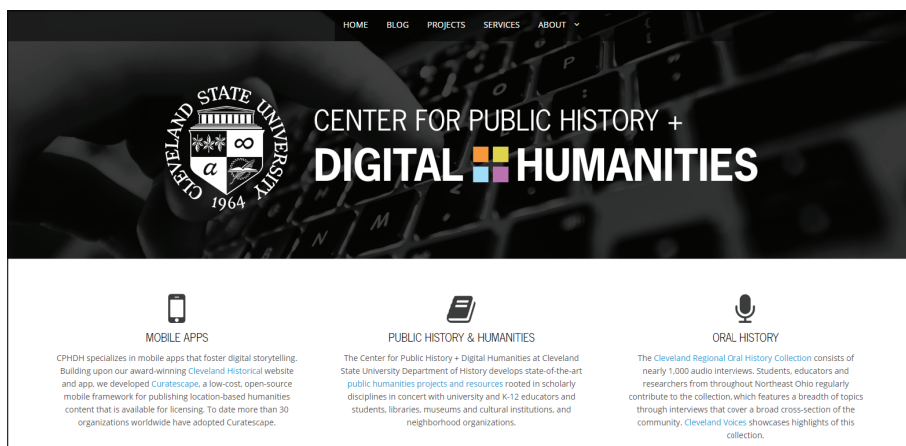 HOME BLOG PROJECTS SERVICES ABOUT
CLEVELAND STATE UNIVERSITY
a
1964
CENTER FOR PUBLIC HISTORY +
DIGITAL HUMANITIES
P
K
M
N
MOBILE APPS
CPHDH specializes in mobile apps that foster digital storytelling.
Building upon our award-winning Cleveland Historical website
and app, we developed Curatescape, a low-cost, open-source
mobile framework for publishing location-based humanities
content that is available for licensing. To date more than 30
organizations worldwide have adopted Curatescape.
PUBLIC HISTORY & HUMANITIES
The Center for Public History + Digital Humanities at Cleveland
State University Department of History develops state-of-the-art
public humanities projects and resources rooted in scholarly
disciplines in concert with university and K-12 educators and
students, libraries, museums and cultural institutions, and
neighborhood organizations.
ORAL HISTORY
The Cleveland Regional Oral History Collection consists of
nearly 1,000 audio interviews. Students, educators and
researchers from throughout Northeast Ohio regularly
contribute to the collection, which features a breadth of topics
through interviews that cover a broad cross-section of the
community. Cleveland Voices showcases highlights of this
collection.